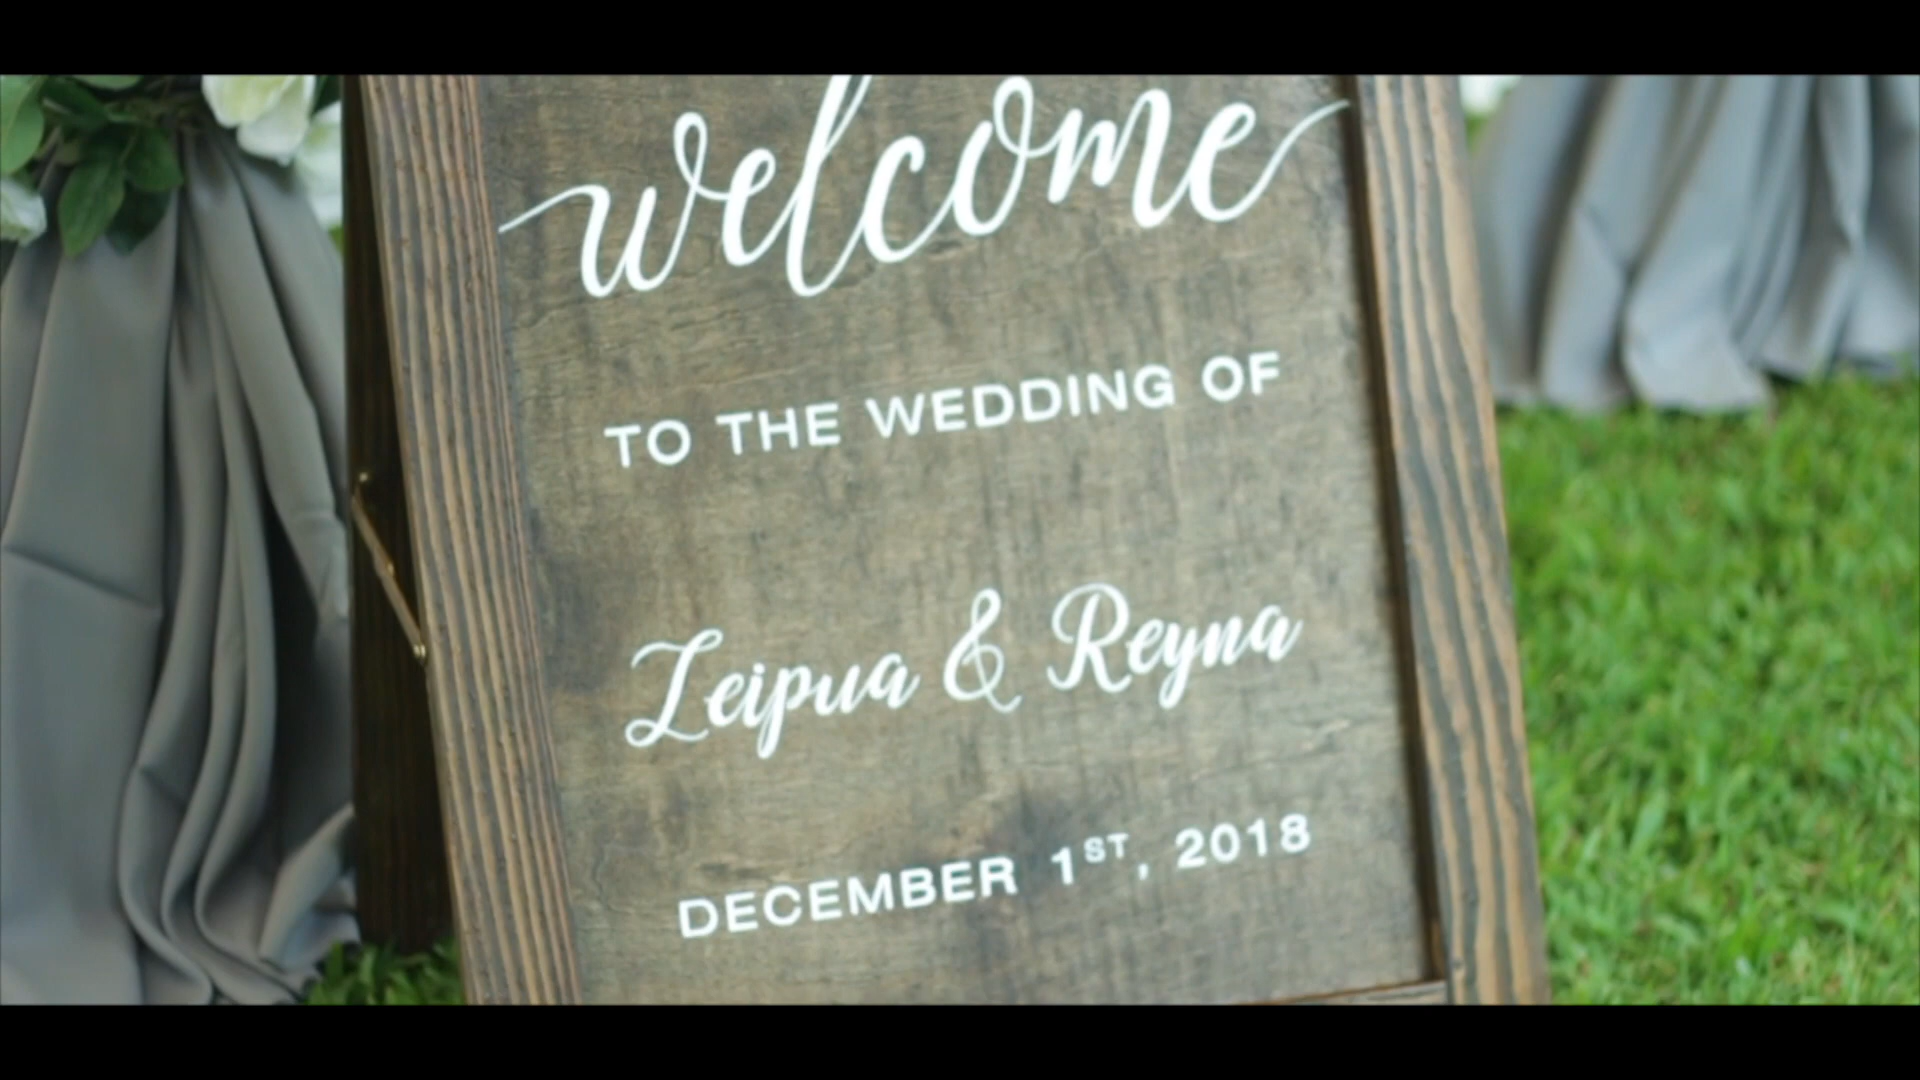 welcome
TO THE WEDDING OF
Leipua & Reyna
DECEMBER 1ST, 2018